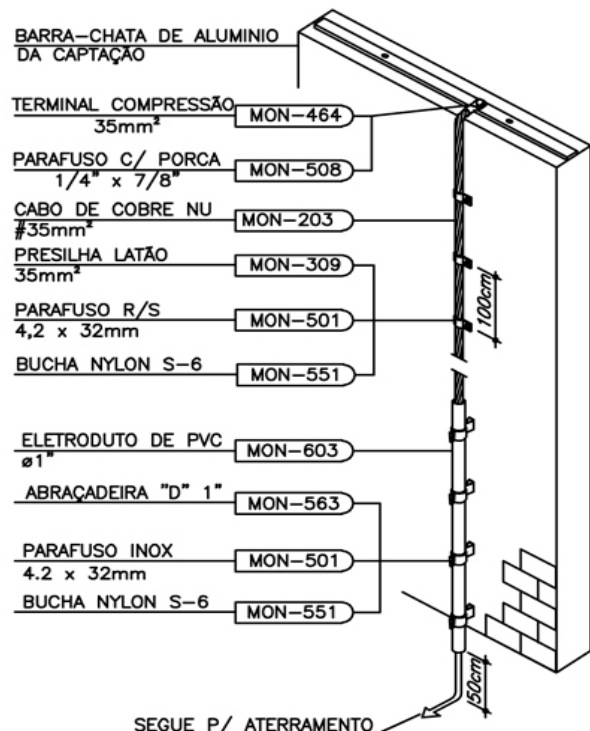 BARRA-CHATA DE ALUMINIO
DA CAPTAÇÃO
TERMINAL COMPRESSÃO
35mm²
MON-464
PARAFUSO C/ PORCA
1/4" x 7/8"
MON-508
CABO DE COBRE NU
#35mm²
MON-203
PRESILHA LATÃO
35mm²
MON-309
PARAFUSO R/S
4,2 x 32mm
MON-501
BUCHA NYLON S-6
MON-551
100cm
ELETRODUTO DE PVC
ø1"
MON-603
ABRAÇADEIRA "D" 1"
MON-563
PARAFUSO INOX
4.2 x 32mm
MON-501
BUCHA NYLON S-6
MON-551
50cm
SEGUE P/ ATERRAMENTO